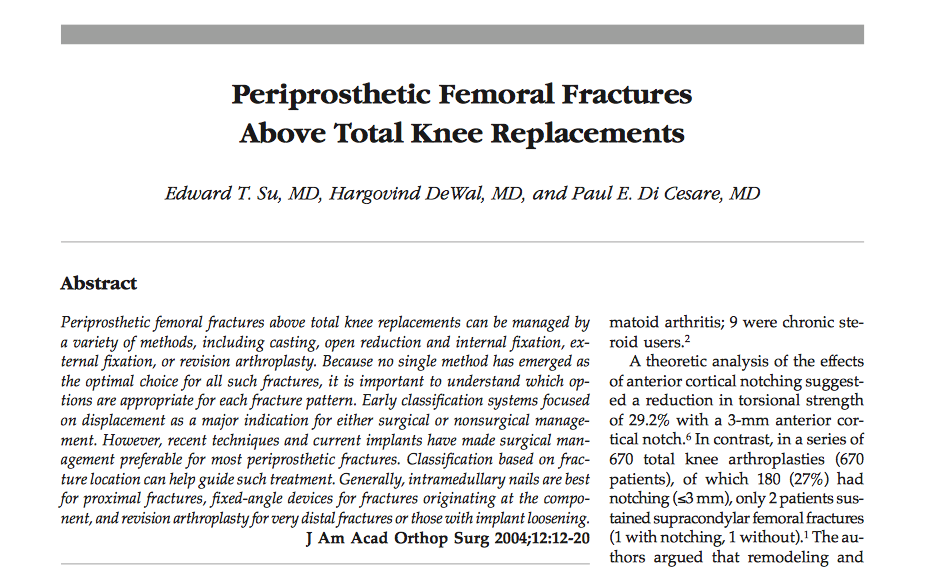 Periprosthetic Femoral Fractures
Above Total Knee Replacements
Edward T. Su, MD, Hargovind DeWal, MD, and Paul E. Di Cesare, MD
Abstract
Periprosthetic femoral fractures above total knee replacements can be managed by
a variety of methods, including casting, open reduction and internal fixation, ex-
ternal fixation, or revision arthroplasty. Because no single method has emerged as
the optimal choice for all such fractures, it is important to understand which op-
tions are appropriate for each fracture pattern. Early classification systems focused
on displacement as a major indication for either surgical or nonsurgical manage-
ment. However, recent techniques and current implants have made surgical man-
agement preferable for most periprosthetic fractures. Classification based on frac-
ture location can help guide such treatment. Generally, intramedullary nails are best
for proximal fractures, fixed-angle devices for fractures originating at the compo-
nent, and revision arthroplasty for very distal fractures or those with implant loosening.
J Am Acad Orthop Surg 2004;12:12-20
matoid arthritis; 9 were chronic ste-
roid users.2
A theoretic analysis of the effects
of anterior cortical notching suggest-
ed a reduction in torsional strength
of 29.2% with a 3-mm anterior cor-
tical notch.6 In contrast, in a series of
670 total knee arthroplasties (670
patients), of which 180 (27%) had
notching (≤3 mm), only 2 patients sus-
tained supracondylar femoral fractures
(1 with notching, 1 without).1 The au-
thors argued that remodeling and